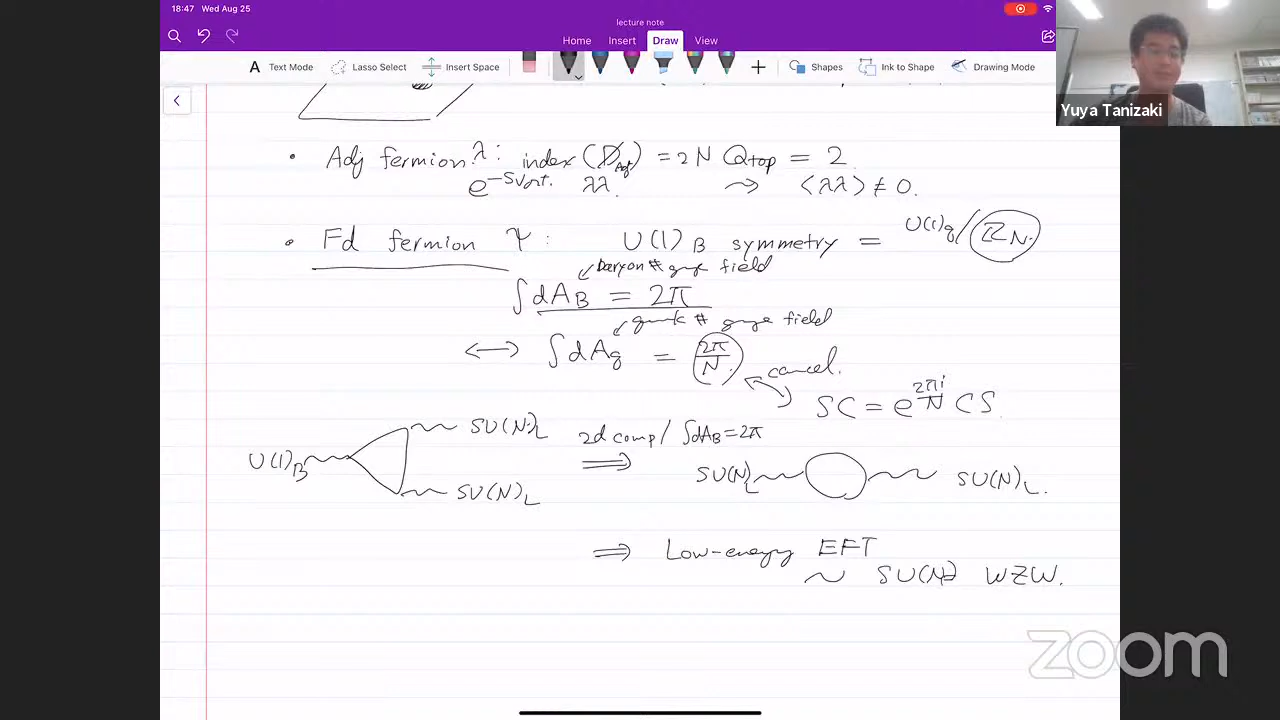 18:47 Wed Aug 25
lecture note
Home Insert Draw View
Text Mode Lasso Select Insert Space Shapes Ink to Shape Drawing Mode
Yuya Tanizaki
• Adj fermion λ : index (D̸_Adj) = 2N Q_top = 2
e^{-S_vort.} λλ. ⇝ ⟨λλ⟩ ≠ 0.
• Fd fermion Ψ : U(1)_B symmetry = U(1)_q / ℤ_N.
baryon # gauge field
∫dA_B = 2π
quark # gauge field
⟷ ∫dA_q = 2π/N.
cancel.
SC = e^{2πi/N} CS.
U(1)_B SU(N)_L SU(N)_L
2d comp / ∫dA_B = 2π
⟹ SU(N)_L SU(N)_L.
⟹ Low-energy EFT
~ SU(N) WZW.
zoom